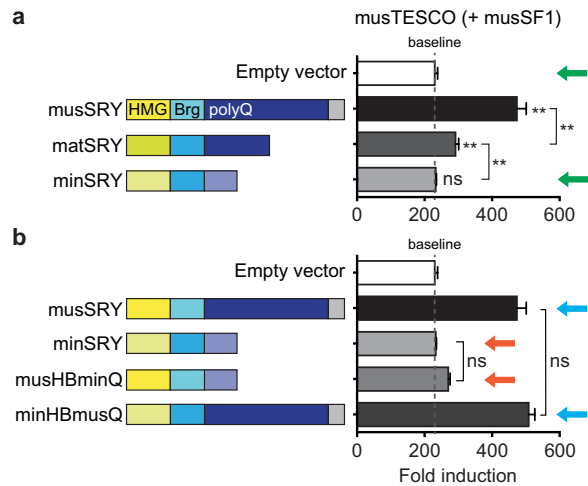 a
musTESCO (+ musSF1)
baseline
Empty vector
musSRY HMG Brg polyQ **
**
matSRY **
**
minSRY ns
0 200 400 600
b
baseline
Empty vector
musSRY
minSRY
ns
ns
musHBminQ
minHBmusQ
0 200 400 600
Fold induction